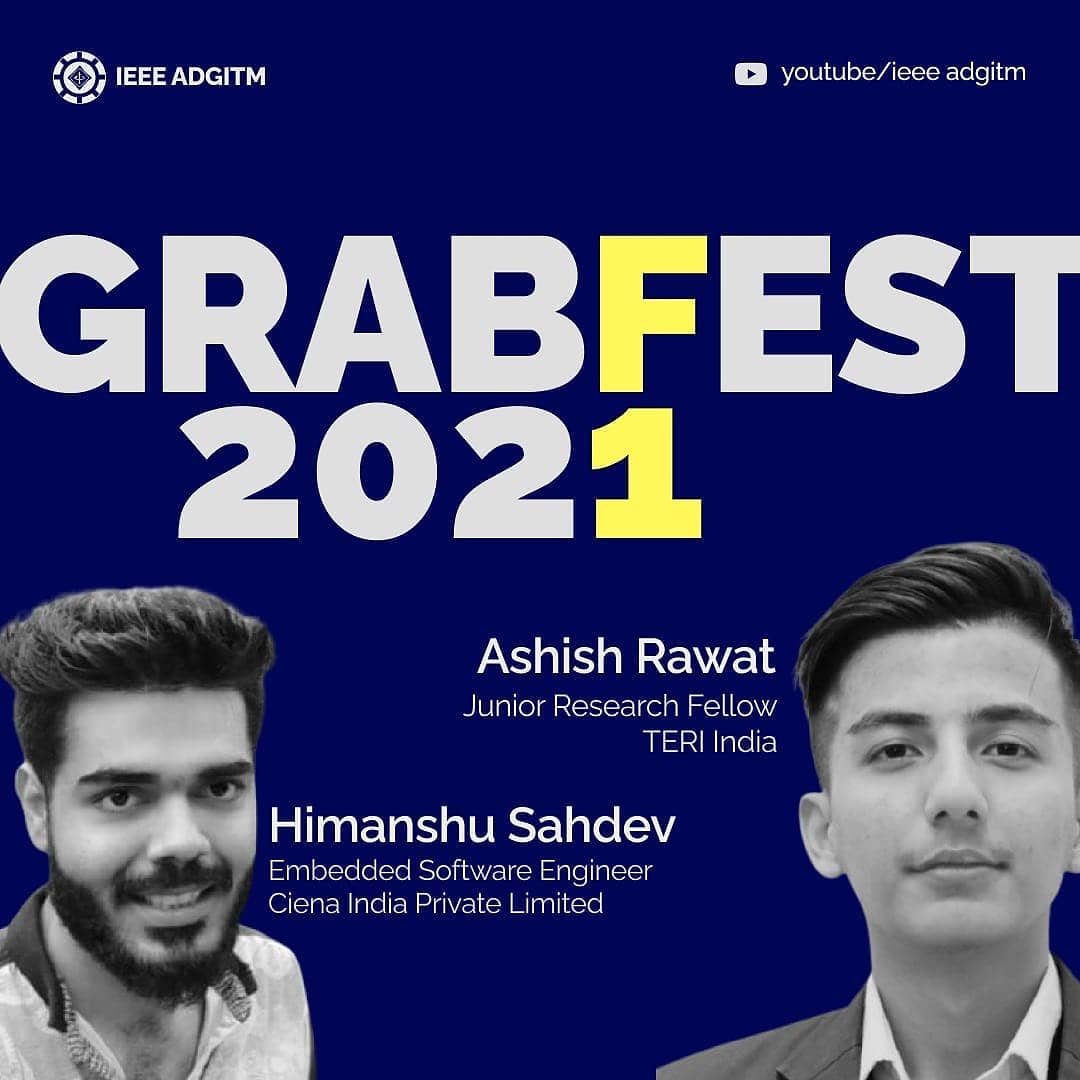 IEEE ADGITM
youtube/ieee adgitm
GRABFEST
2021
Ashish Rawat
Junior Research Fellow
TERI India
Himanshu Sahdev
Embedded Software Engineer
Ciena India Private Limited